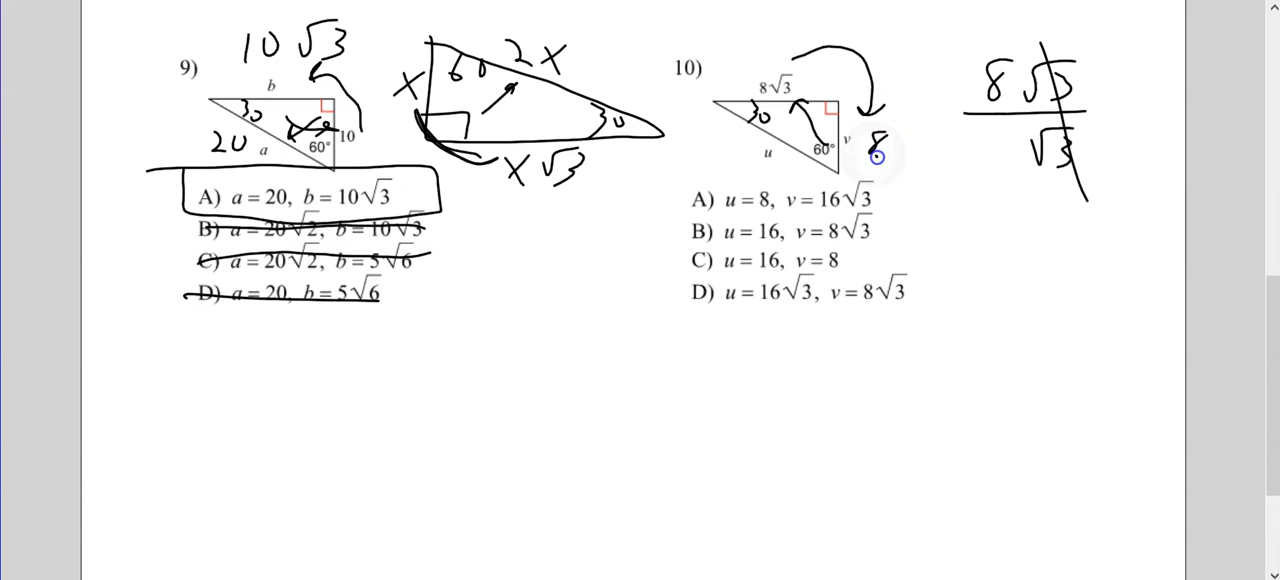 10 √3
9)
b
30
60°
10
20
a
A) a = 20, b = 10√3
B) a = 20√2, b = 10√3
C) a = 20√2, b = 5√6
D) a = 20, b = 5√6
2x
x
60
30
x √3
10)
8√3
30
60°
v
8
u
A) u = 8, v = 16√3
B) u = 16, v = 8√3
C) u = 16, v = 8
D) u = 16√3, v = 8√3
8 √3
√3